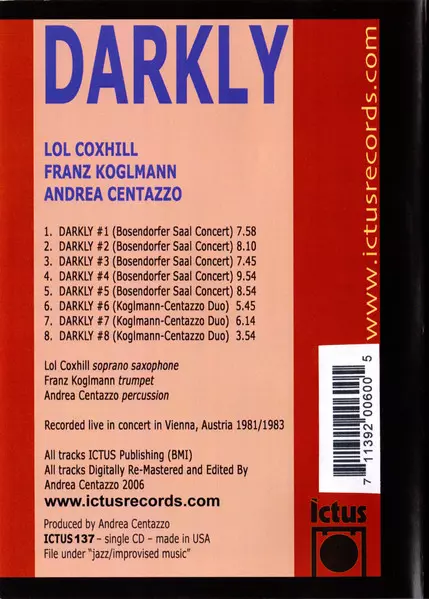 DARKLY
LOL COXHILL
FRANZ KOGLMANN
ANDREA CENTAZZO
1. DARKLY #1 (Bosendorfer Saal Concert) 7.58
2. DARKLY #2 (Bosendorfer Saal Concert) 8.10
3. DARKLY #3 (Bosendorfer Saal Concert) 7.45
4. DARKLY #4 (Bosendorfer Saal Concert) 9.54
5. DARKLY #5 (Bosendorfer Saal Concert) 8.54
6. DARKLY #6 (Koglmann-Centazzo Duo) 5.45
7. DARKLY #7 (Koglmann-Centazzo Duo) 6.14
8. DARKLY #8 (Koglmann-Centazzo Duo) 3.54
Lol Coxhill soprano saxophone
Franz Koglmann trumpet
Andrea Centazzo percussion
Recorded live in concert in Vienna, Austria 1981/1983
All tracks ICTUS Publishing (BMI)
All tracks Digitally Re-Mastered and Edited By
Andrea Centazzo 2006
www.ictusrecords.com
Produced by Andrea Centazzo
ICTUS137 – single CD – made in USA
File under "jazz/improvised music"
www.ictusrecords.com
7 11392 00600 5
ìctus